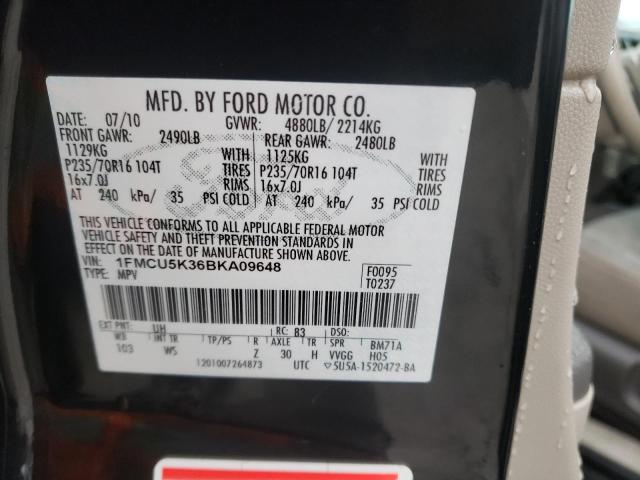 MFD. BY FORD MOTOR CO.
DATE: 07/10 GVWR: 4880LB/ 2214KG
FRONT GAWR: 2490LB REAR GAWR: 2480LB
1129KG WITH 1125KG WITH
P235/70R16 104T TIRES P235/70R16 104T TIRES
16x7.0J RIMS 16x7.0J RIMS
AT 240 kPa/ 35 PSI COLD AT 240 kPa/ 35 PSI COLD
THIS VEHICLE CONFORMS TO ALL APPLICABLE FEDERAL MOTOR
VEHICLE SAFETY AND THEFT PREVENTION STANDARDS IN
EFFECT ON THE DATE OF MANUFACTURE SHOWN ABOVE.
VIN: 1FMCU5K36BKA09648 F0095
TYPE: MPV T0237
EXT PNT: UH RC: B3 DSO:
WB INT TR TP/PS R AXLE TR SPR BM71A
103 WS Z 30 H VVGG H05
1201007264873 UTC ▽5U5A-1520472-BA